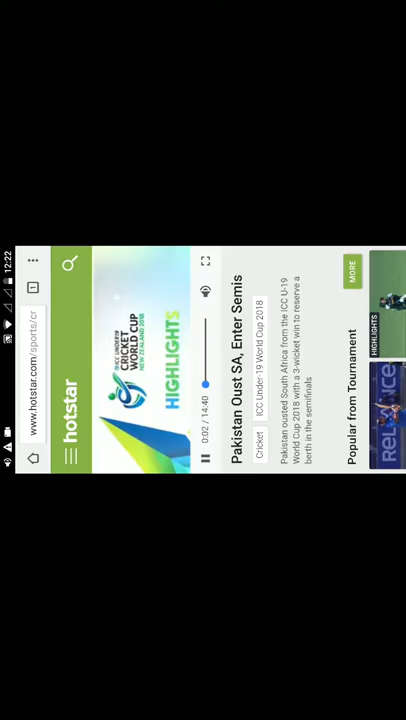 12:22
www.hotstar.com/sports/cr
1
hotstar
ICC UNDER19
CRICKET
WORLD CUP
NEW ZEALAND 2018
HIGHLIGHTS
0:02 / 14:40
Pakistan Oust SA, Enter Semis
Cricket ICC Under-19 World Cup 2018
Pakistan ousted South Africa from the ICC U-19
World Cup 2018 with a 3-wicket win to reserve a
berth in the semifinals
Popular from Tournament MORE
RELIANCE
HIGHLIGHTS